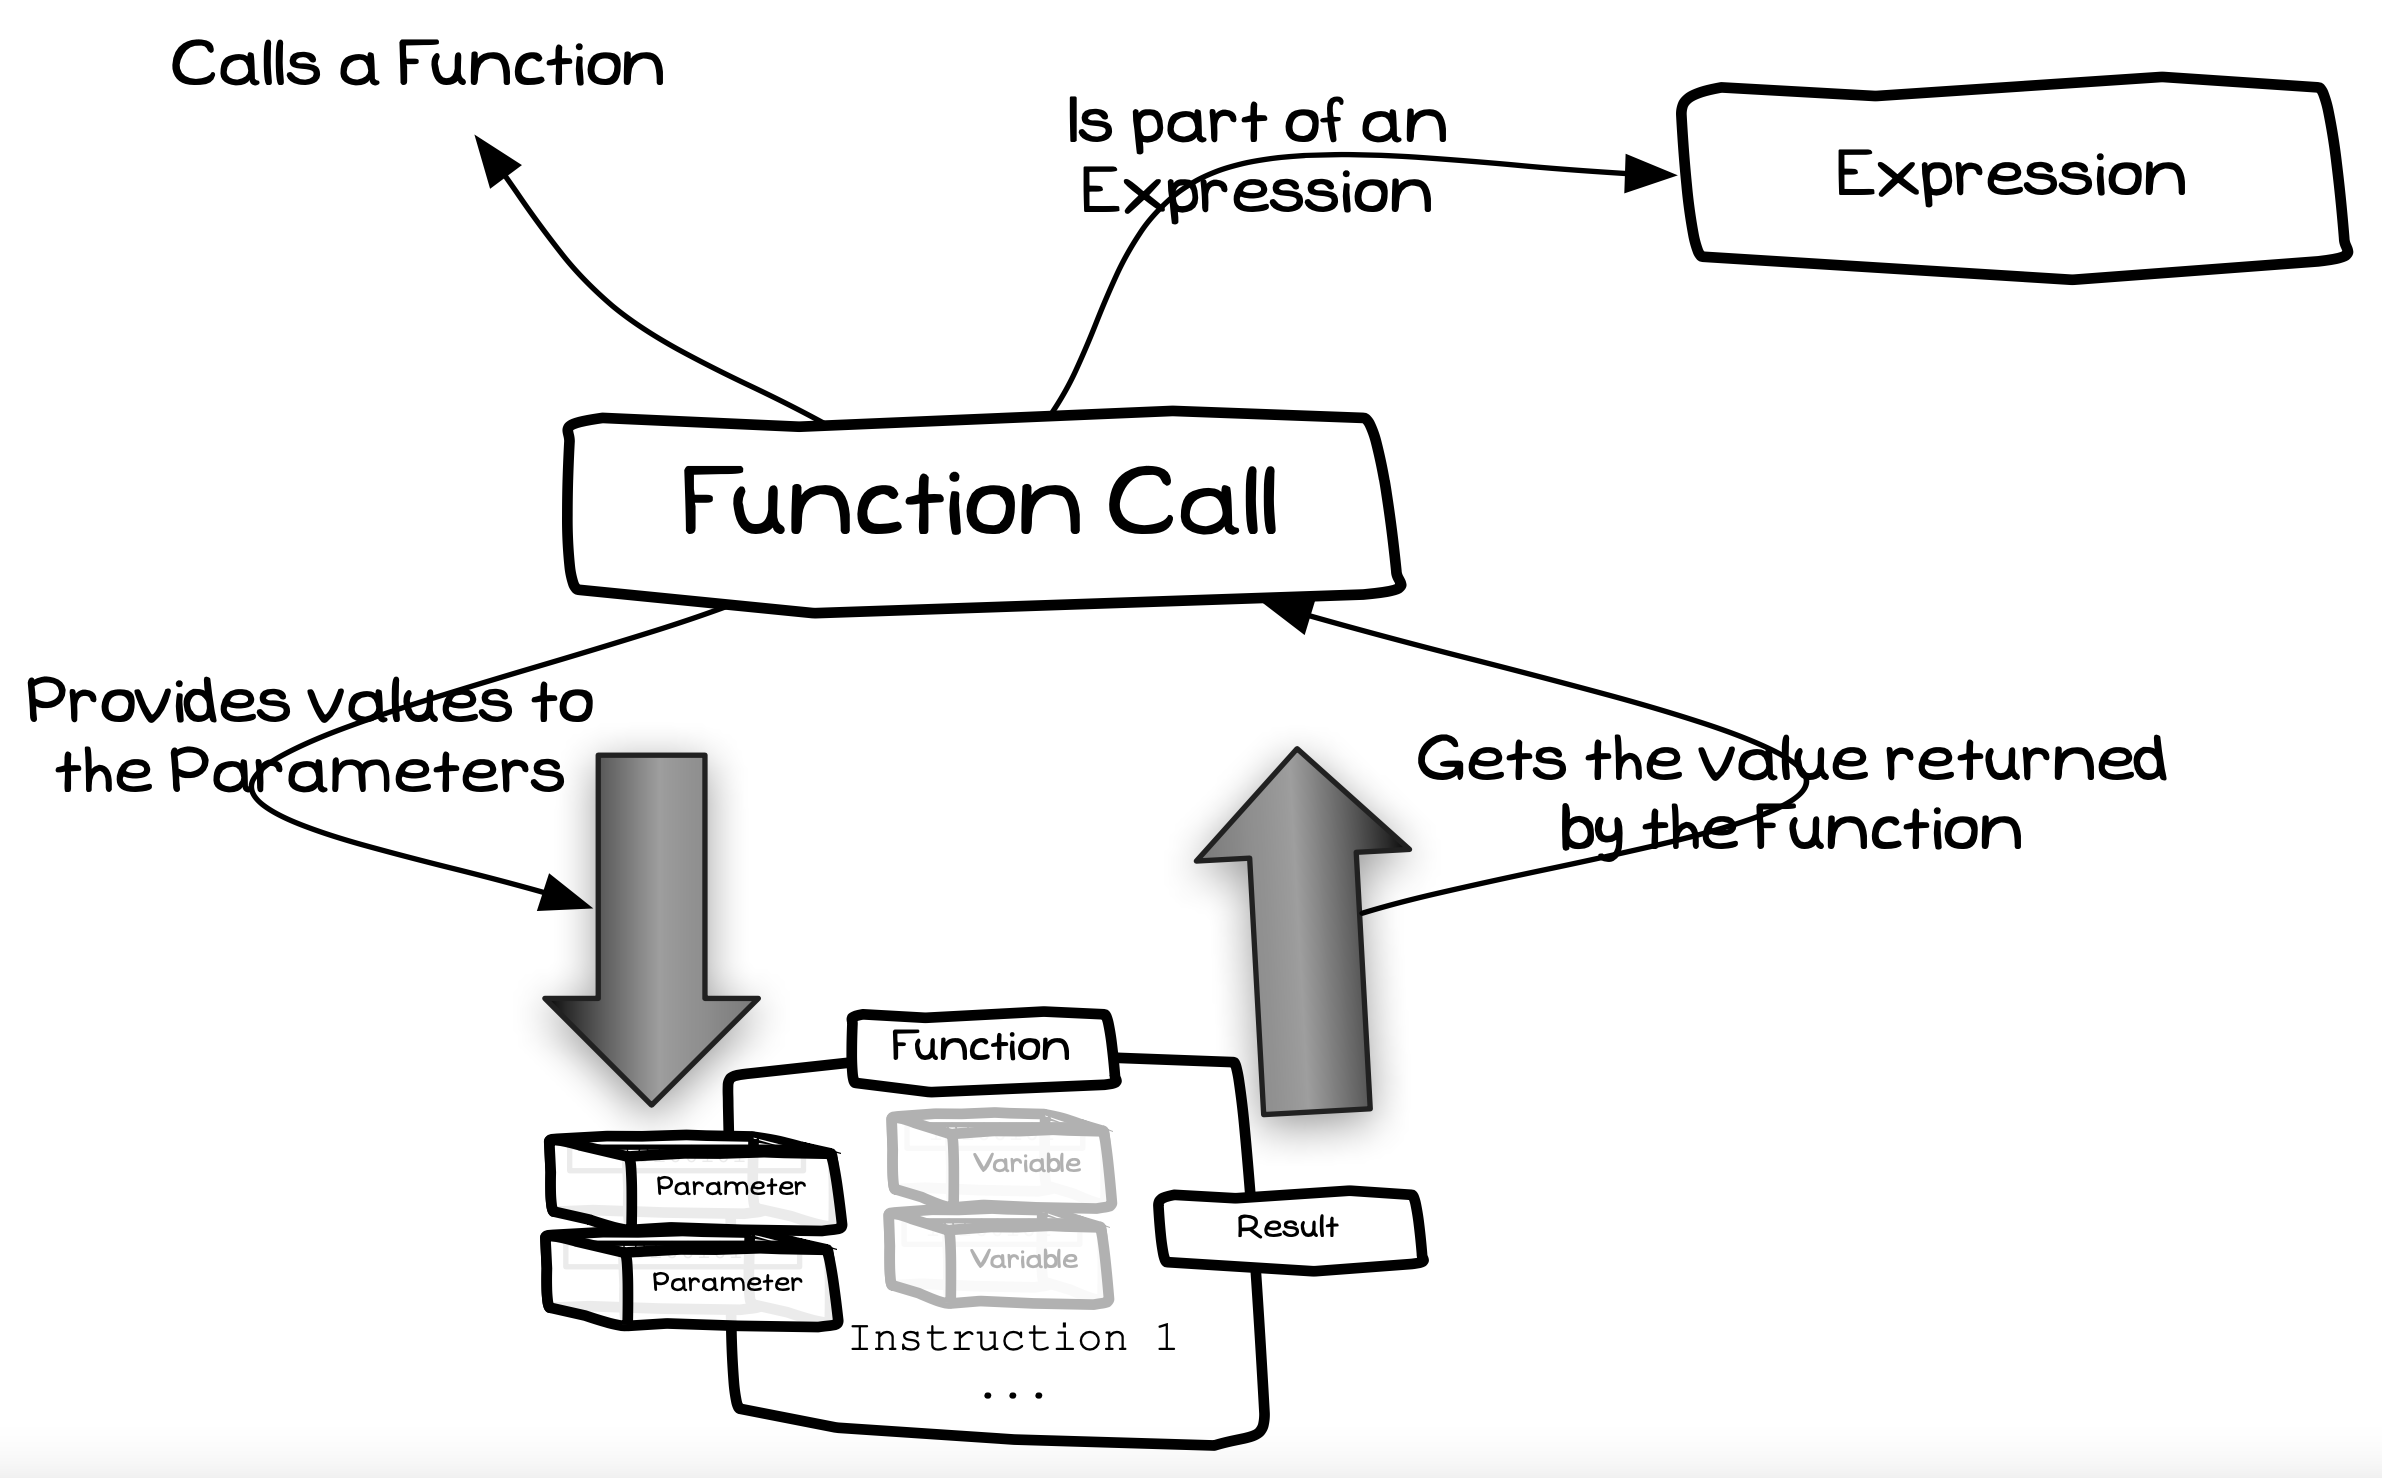 Calls a Function
Is part of an
Expression
Expression
Function Call
Provides values to
the Parameters
Gets the value returned
by the Function
Function
Variable
Parameter
Result
Variable
Parameter
Instruction 1
...